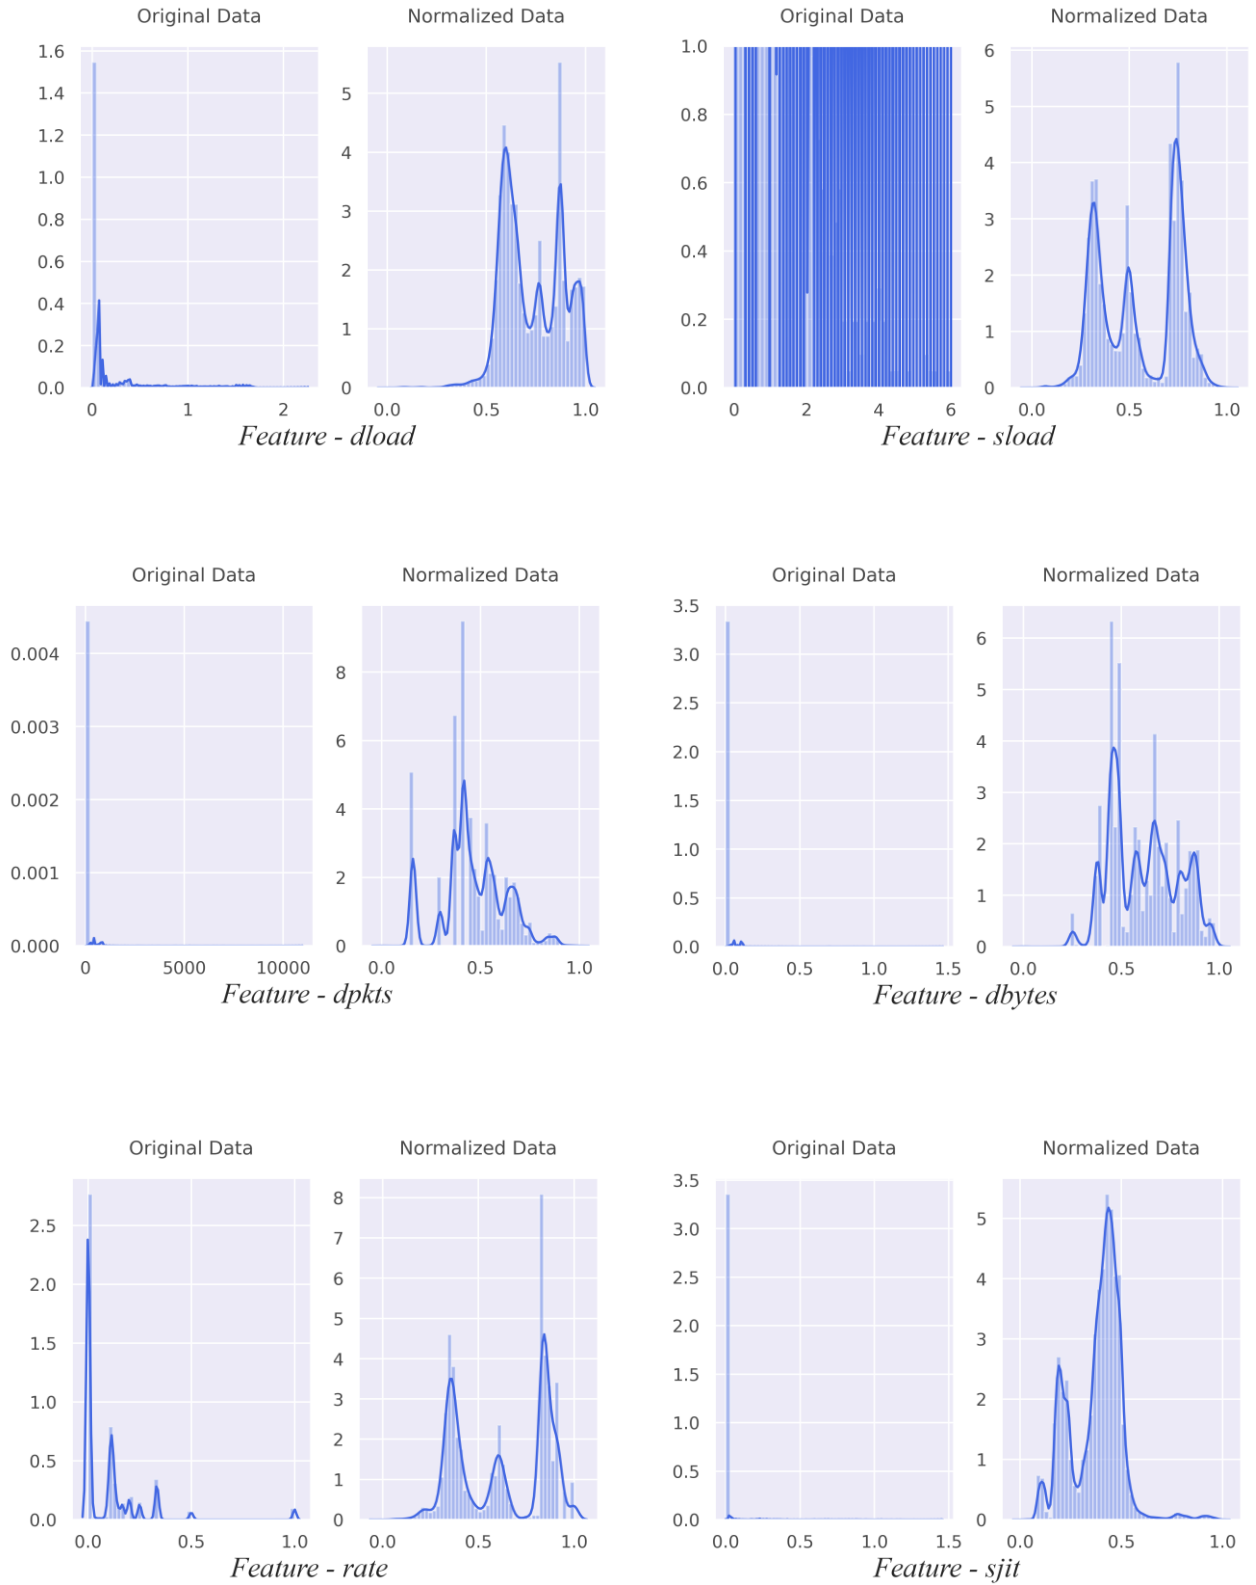 Original Data
Normalized Data
1.6
1.4
1.2
1.0
0.8
0.6
0.4
0.2
0.0
0 1 2
5
4
3
2
1
0
0.0 0.5 1.0
Feature - dload
Original Data
Normalized Data
1.0
0.8
0.6
0.4
0.2
0.0
0 2 4 6
6
5
4
3
2
1
0
0.0 0.5 1.0
Feature - sload
Original Data
Normalized Data
0.004
0.003
0.002
0.001
0.000
0 5000 10000
8
6
4
2
0
0.0 0.5 1.0
Feature - dpkts
Original Data
Normalized Data
3.5
3.0
2.5
2.0
1.5
1.0
0.5
0.0
0.0 0.5 1.0 1.5
6
5
4
3
2
1
0
0.0 0.5 1.0
Feature - dbytes
Original Data
Normalized Data
2.5
2.0
1.5
1.0
0.5
0.0
0.0 0.5 1.0
8
7
6
5
4
3
2
1
0
0.0 0.5 1.0
Feature - rate
Original Data
Normalized Data
3.5
3.0
2.5
2.0
1.5
1.0
0.5
0.0
0.0 0.5 1.0 1.5
5
4
3
2
1
0
0.0 0.5 1.0
Feature - sjit